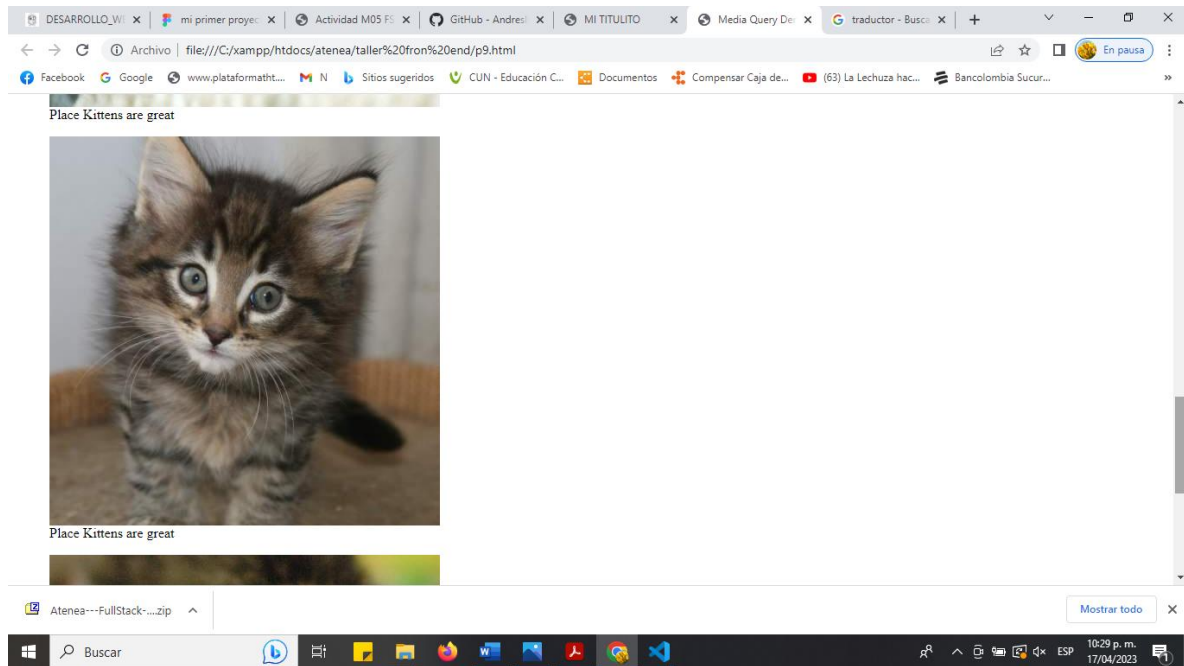 DESARROLLO_WI
mi primer proyec
Actividad M05 FS
GitHub - Andres
MI TITULITO
Media Query De
traductor - Busca
Archivo
file:///C:/xampp/htdocs/atenea/taller%20fron%20end/p9.html
En pausa
Facebook
Google
www.plataformatht....
N
Sitios sugeridos
CUN - Educación C...
Documentos
Compensar Caja de...
(63) La Lechuza hac...
Bancolombia Sucur...
Place Kittens are great
Place Kittens are great
Atenea---FullStack-....zip
Mostrar todo
Buscar
ESP
10:29 p. m.
17/04/2023